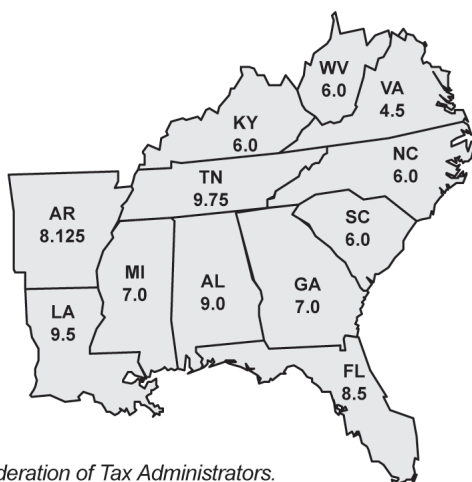 WV
6.0
VA
4.5
KY
6.0
NC
6.0
TN
9.75
SC
6.0
AR
8.125
MI
7.0
AL
9.0
GA
7.0
LA
9.5
FL
8.5
deration of Tax Administrators.